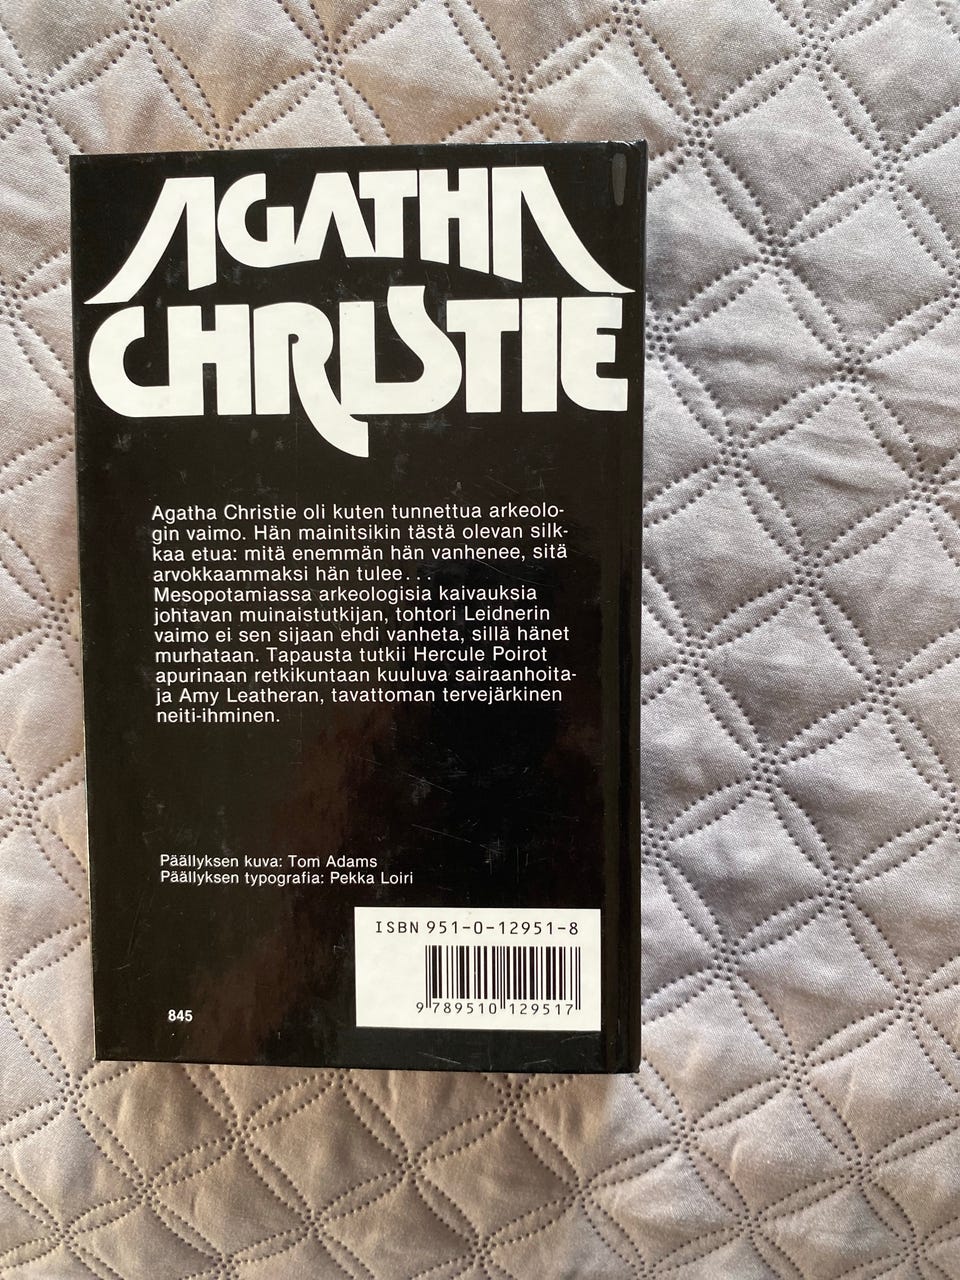 AGATHA
CHRISTIE
Agatha Christie oli kuten tunnettua arkeolo-
gin vaimo. Hän mainitsikin tästä olevan silk-
kaa etua: mitä enemmän hän vanhenee, sitä
arvokkaammaksi hän tulee...
Mesopotamiassa arkeologisia kaivauksia
johtavan muinaistutkijan, tohtori Leidnerin
vaimo ei sen sijaan ehdi vanheta, sillä hänet
murhataan. Tapausta tutkii Hercule Poirot
apurinaan retkikuntaan kuuluva sairaanhoita-
ja Amy Leatheran, tavattoman tervejärkinen
neiti-ihminen.
Päällyksen kuva: Tom Adams
Päällyksen typografia: Pekka Loiri
ISBN 951-0-12951-8
9 789510 129517
845